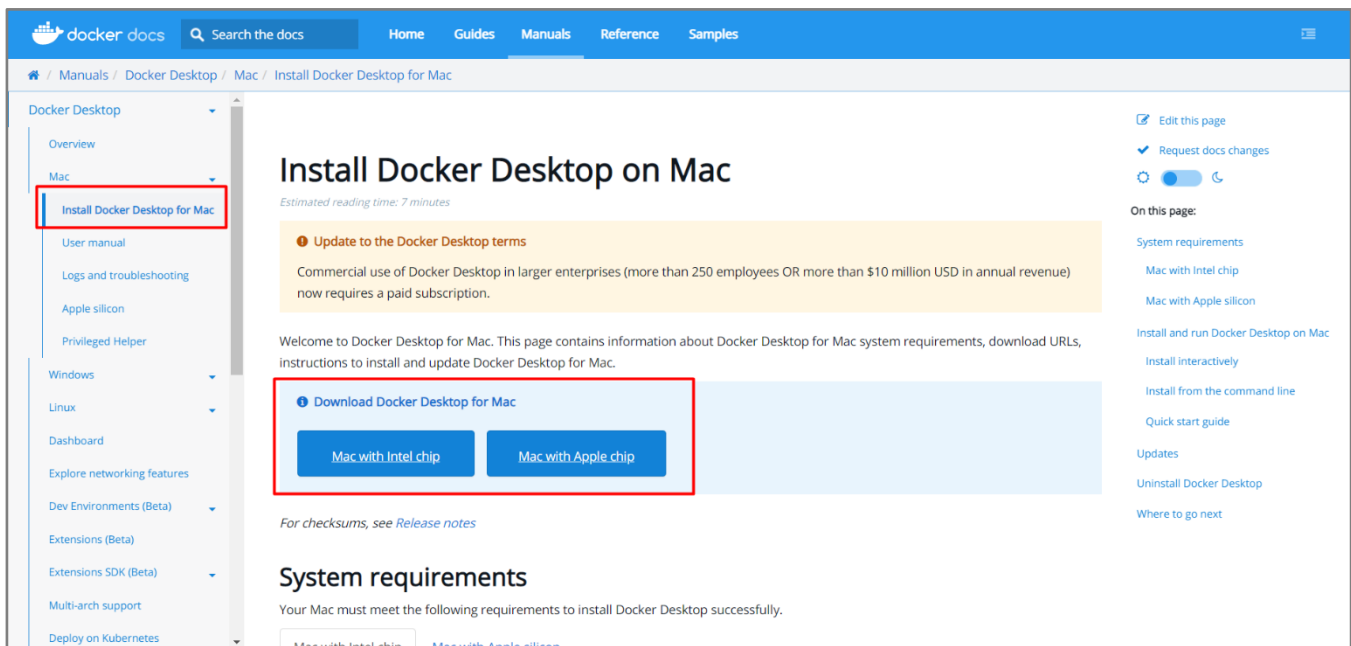 docker docs
Search the docs
Home Guides Manuals Reference Samples
/ Manuals / Docker Desktop / Mac / Install Docker Desktop for Mac
Docker Desktop
Overview
Mac
Install Docker Desktop for Mac
User manual
Logs and troubleshooting
Apple silicon
Privileged Helper
Windows
Linux
Dashboard
Explore networking features
Dev Environments (Beta)
Extensions (Beta)
Extensions SDK (Beta)
Multi-arch support
Deploy on Kubernetes
Install Docker Desktop on Mac
Estimated reading time: 7 minutes
Update to the Docker Desktop terms
Commercial use of Docker Desktop in larger enterprises (more than 250 employees OR more than $10 million USD in annual revenue)
now requires a paid subscription.
Welcome to Docker Desktop for Mac. This page contains information about Docker Desktop for Mac system requirements, download URLs,
instructions to install and update Docker Desktop for Mac.
Download Docker Desktop for Mac
Mac with Intel chip Mac with Apple chip
For checksums, see Release notes
System requirements
Your Mac must meet the following requirements to install Docker Desktop successfully.
Mac with Intel chip Mac with Apple silicon
Edit this page
Request docs changes
On this page:
System requirements
Mac with Intel chip
Mac with Apple silicon
Install and run Docker Desktop on Mac
Install interactively
Install from the command line
Quick start guide
Updates
Uninstall Docker Desktop
Where to go next